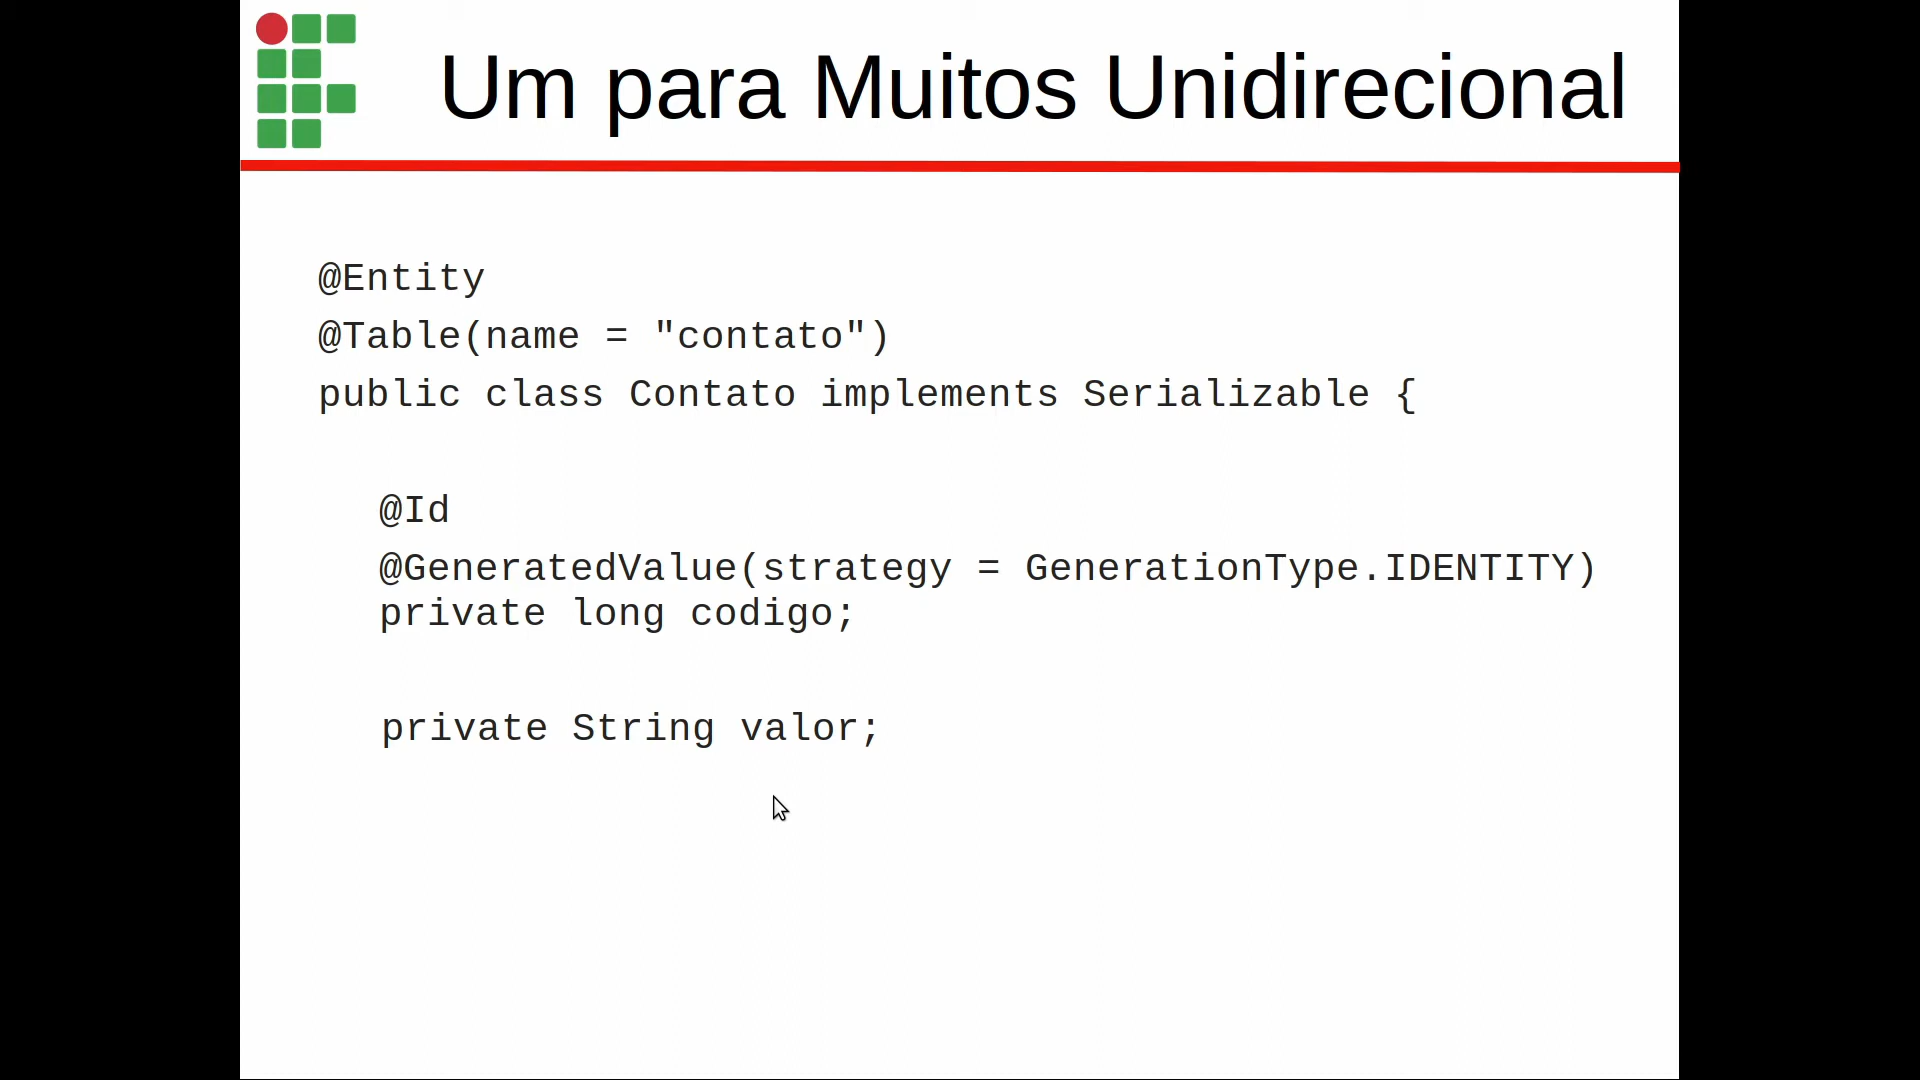 Um para Muitos Unidirecional
@Entity
@Table(name = "contato")
public class Contato implements Serializable {
@Id
@GeneratedValue(strategy = GenerationType.IDENTITY)
private long codigo;
private String valor;